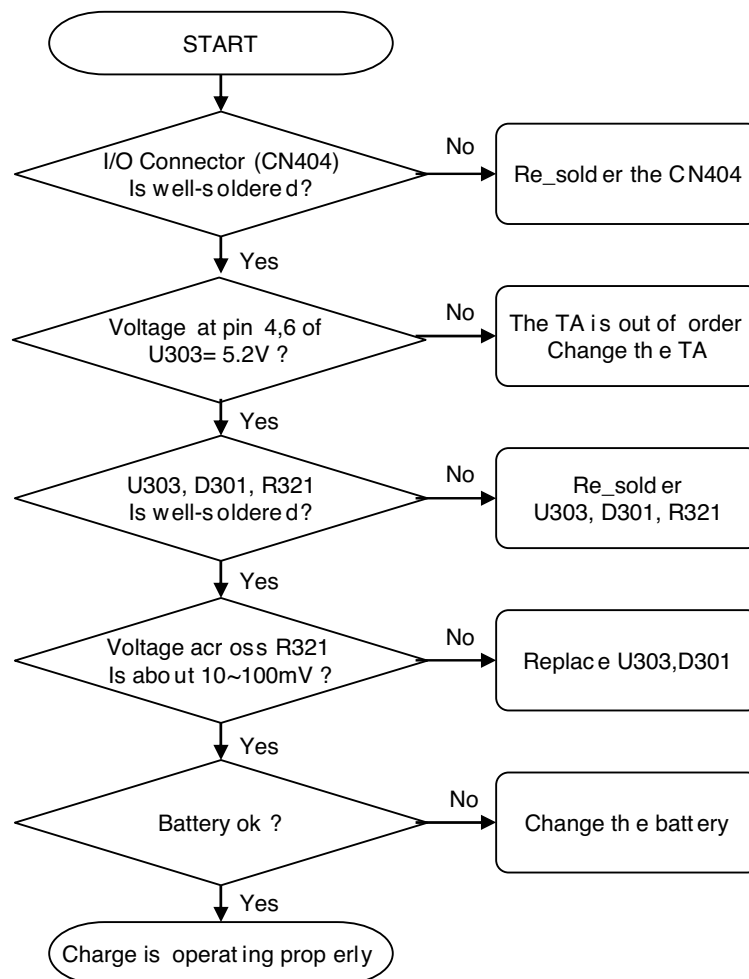 START
I/O Connector (CN404)
Is well-soldered?
No
Re_solder the CN404
Yes
Voltage at pin 4,6 of
U303= 5.2V ?
No
The TA is out of order
Change the TA
Yes
U303, D301, R321
Is well-soldered?
No
Re_solder
U303, D301, R321
Yes
Voltage across R321
Is about 10~100mV ?
No
Replace U303,D301
Yes
Battery ok ?
No
Change the battery
Yes
Charge is operating properly